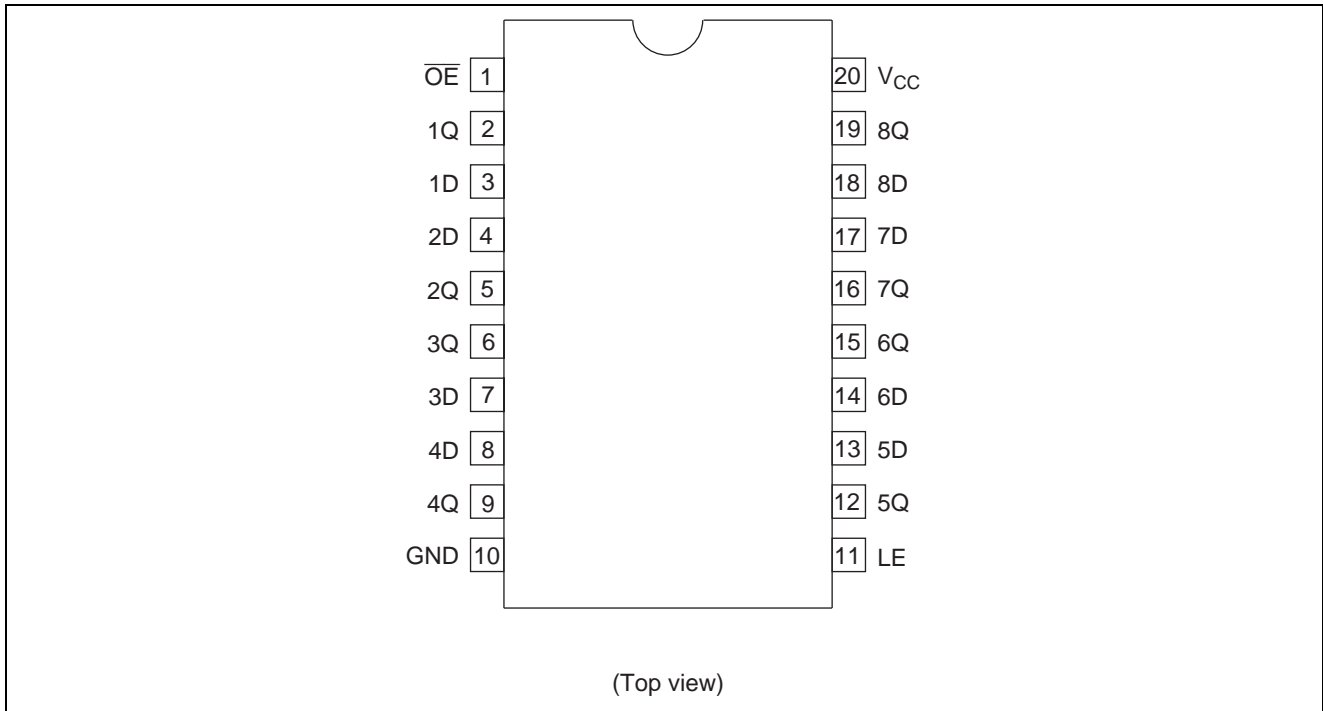 O̅E̅ 1 20 VCC
1Q 2 19 8Q
1D 3 18 8D
2D 4 17 7D
2Q 5 16 7Q
3Q 6 15 6Q
3D 7 14 6D
4D 8 13 5D
4Q 9 12 5Q
GND 10 11 LE
(Top view)